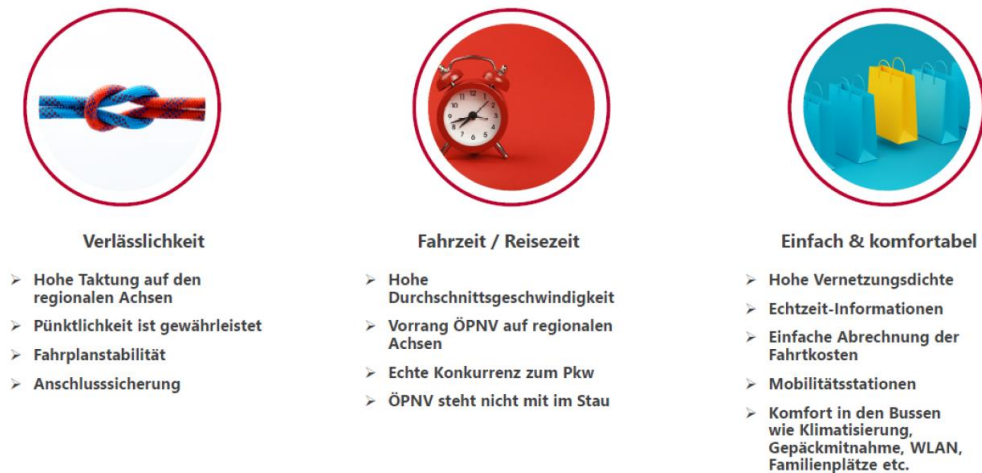 Verlässlichkeit
➢ Hohe Taktung auf den
regionalen Achsen
➢ Pünktlichkeit ist gewährleistet
➢ Fahrplanstabilität
➢ Anschlusssicherung
Fahrzeit / Reisezeit
➢ Hohe
Durchschnittsgeschwindigkeit
➢ Vorrang ÖPNV auf regionalen
Achsen
➢ Echte Konkurrenz zum Pkw
➢ ÖPNV steht nicht mit im Stau
Einfach & komfortabel
➢ Hohe Vernetzungsdichte
➢ Echtzeit-Informationen
➢ Einfache Abrechnung der
Fahrtkosten
➢ Mobilitätsstationen
➢ Komfort in den Bussen
wie Klimatisierung,
Gepäckmitnahme, WLAN,
Familienplätze etc.